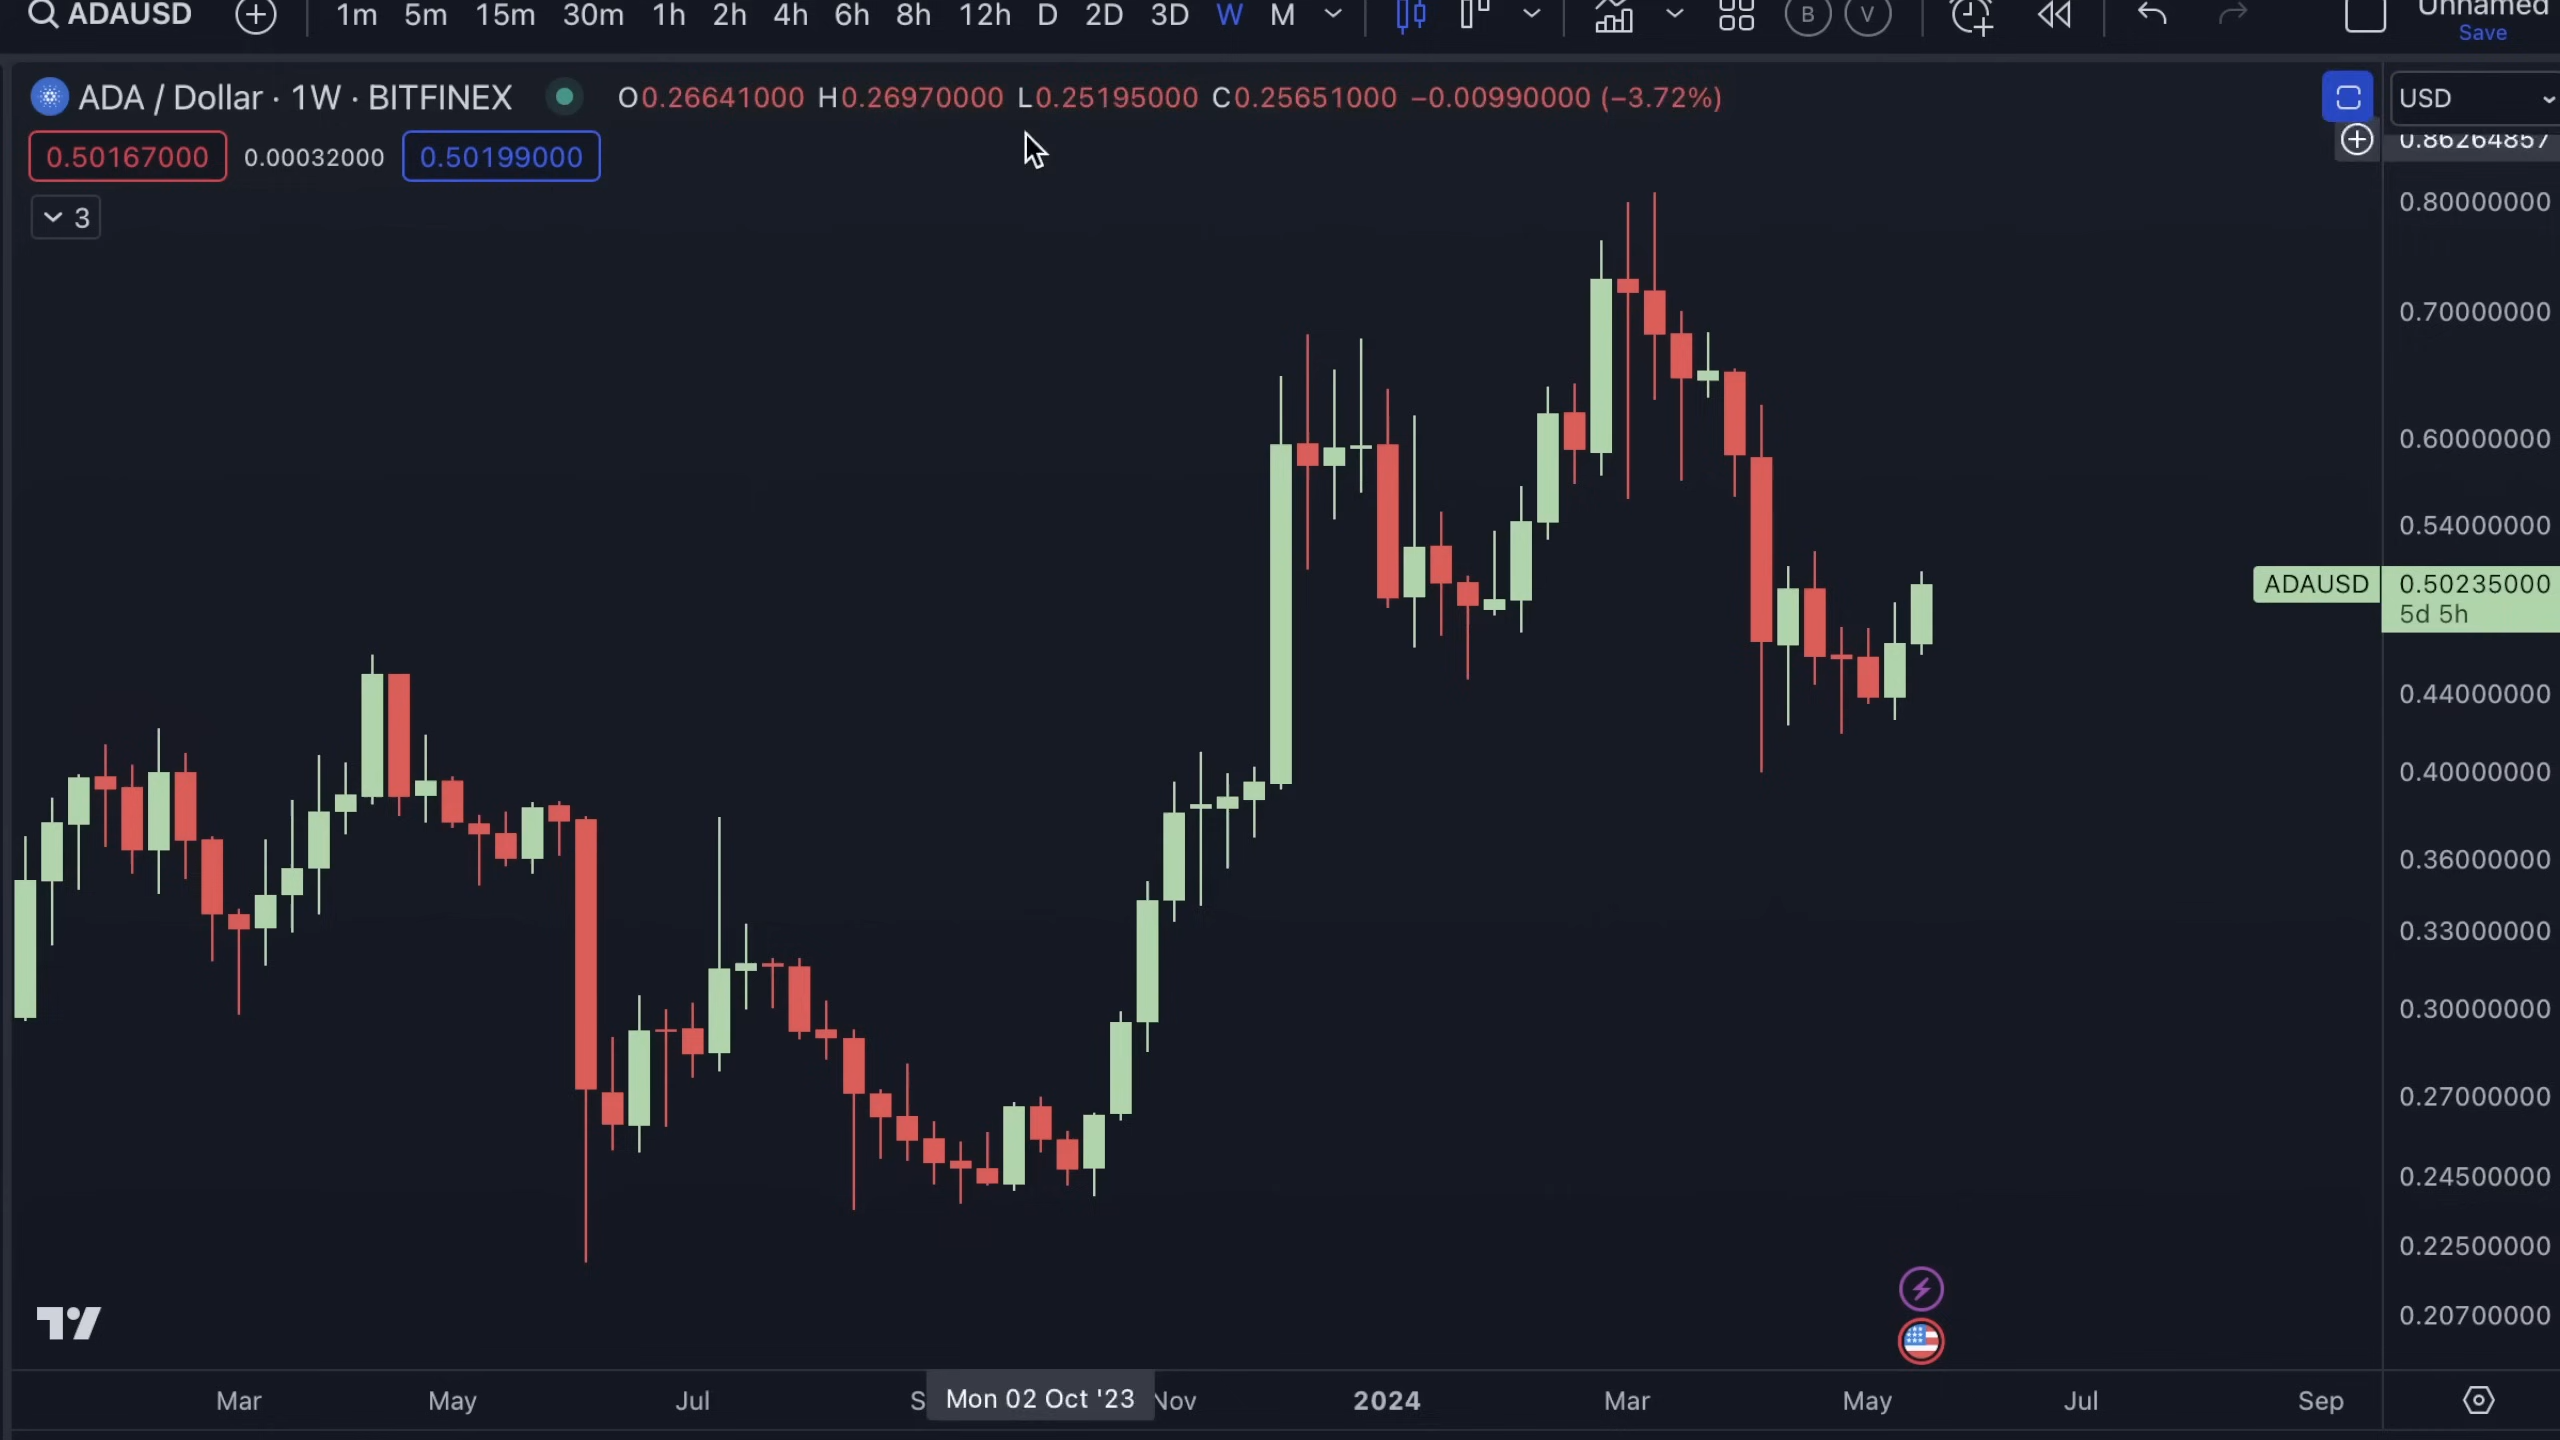 ADAUSD 1m 5m 15m 30m 1h 2h 4h 6h 8h 12h D 2D 3D W M B V Unnamed
Save
ADA / Dollar · 1W · BITFINEX O0.26641000 H0.26970000 L0.25195000 C0.25651000 −0.00990000 (−3.72%) USD
0.50167000 0.00032000 0.50199000
0.86264857
3
0.80000000
0.70000000
0.60000000
0.54000000
ADAUSD 0.50235000
5d 5h
0.44000000
0.40000000
0.36000000
0.33000000
0.30000000
0.27000000
0.24500000
0.22500000
0.20700000
Mar May Jul S Mon 02 Oct '23 Nov 2024 Mar May Jul Sep